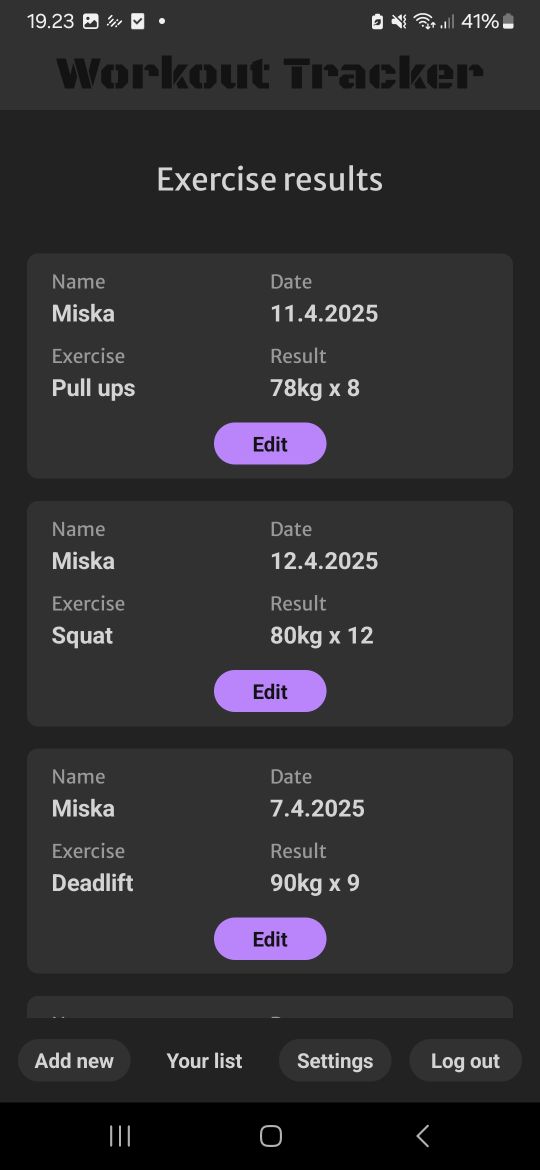 19.23 41%
Workout Tracker
Exercise results
Name Date
Miska 11.4.2025
Exercise Result
Pull ups 78kg x 8
Edit
Name Date
Miska 12.4.2025
Exercise Result
Squat 80kg x 12
Edit
Name Date
Miska 7.4.2025
Exercise Result
Deadlift 90kg x 9
Edit
Add new Your list Settings Log out